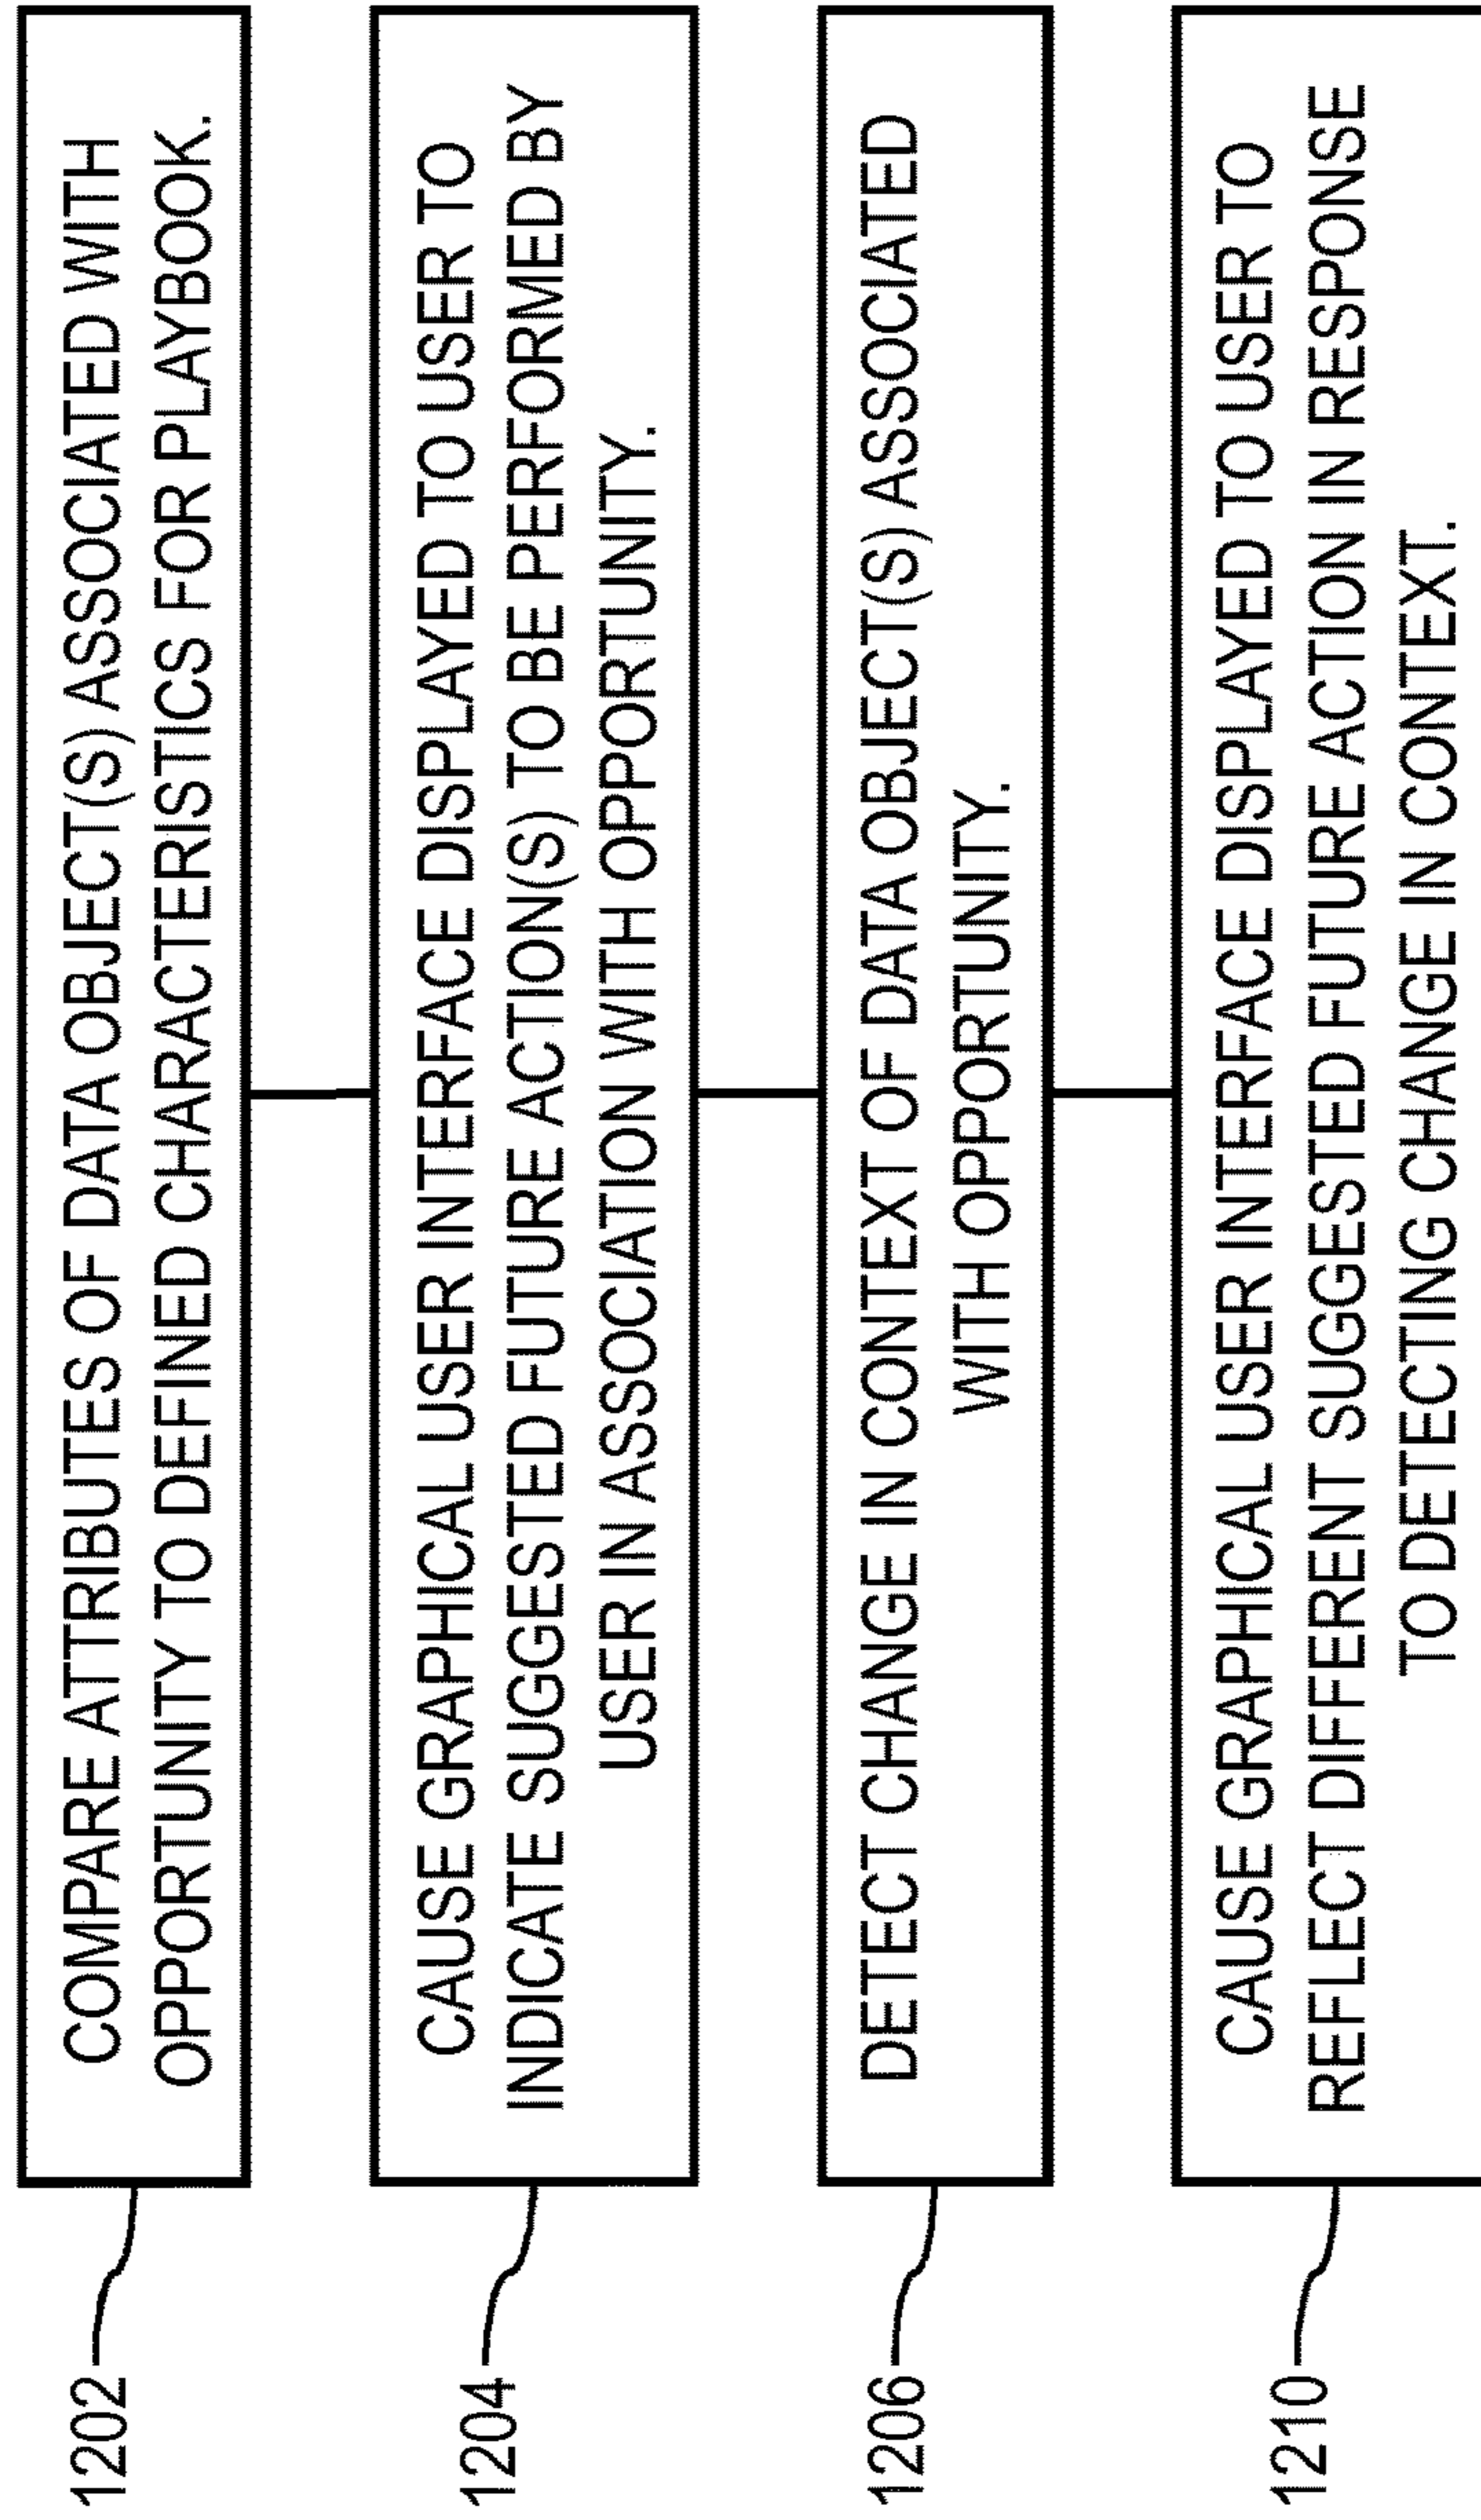 1202
COMPARE ATTRIBUTES OF DATA OBJECT(S) ASSOCIATED WITH
OPPORTUNITY TO DEFINED CHARACTERISTICS FOR PLAYBOOK.
1204
CAUSE GRAPHICAL USER INTERFACE DISPLAYED TO USER TO
INDICATE SUGGESTED FUTURE ACTION(S) TO BE PERFORMED BY
USER IN ASSOCIATION WITH OPPORTUNITY.
1206
DETECT CHANGE IN CONTEXT OF DATA OBJECT(S) ASSOCIATED
WITH OPPORTUNITY.
1210
CAUSE GRAPHICAL USER INTERFACE DISPLAYED TO USER TO
REFLECT DIFFERENT SUGGESTED FUTURE ACTION IN RESPONSE
TO DETECTING CHANGE IN CONTEXT.